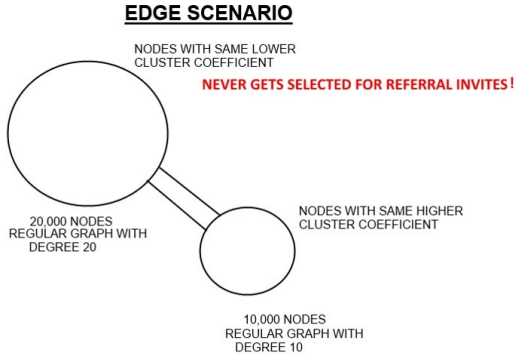 EDGE SCENARIO
NODES WITH SAME LOWER
CLUSTER COEFFICIENT
NEVER GETS SELECTED FOR REFERRAL INVITES!
20,000 NODES
REGULAR GRAPH WITH
DEGREE 20
NODES WITH SAME HIGHER
CLUSTER COEFFICIENT
10,000 NODES
REGULAR GRAPH WITH
DEGREE 10